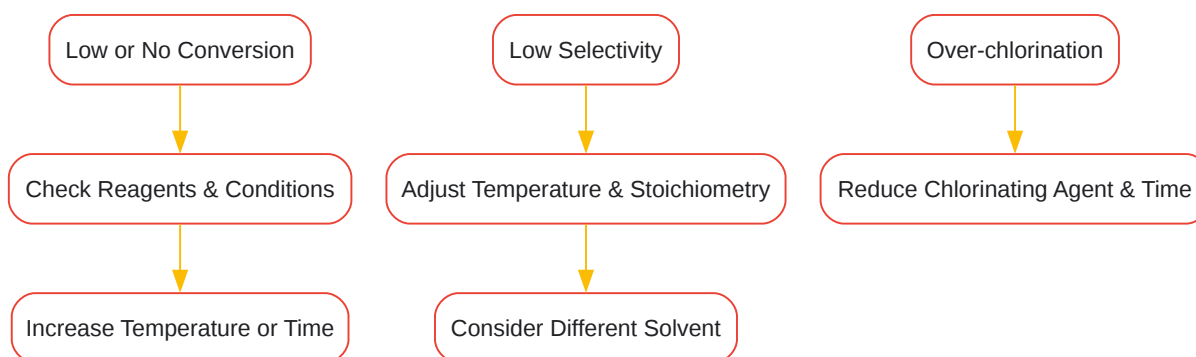 Low or No Conversion
Low Selectivity
Over-chlorination
Check Reagents & Conditions
Adjust Temperature & Stoichiometry
Reduce Chlorinating Agent & Time
Increase Temperature or Time
Consider Different Solvent